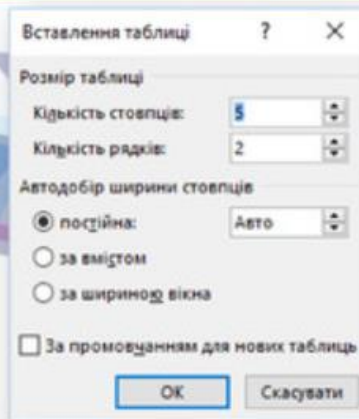 Вставлення таблиці ? ×
Розмір таблиці
Кількість стовпців: 5
Кількість рядків: 2
Автодобір ширини стовпців
постійна: Авто
за вмістом
за шириною вікна
За промовчанням для нових таблиць
ОК Скасувати